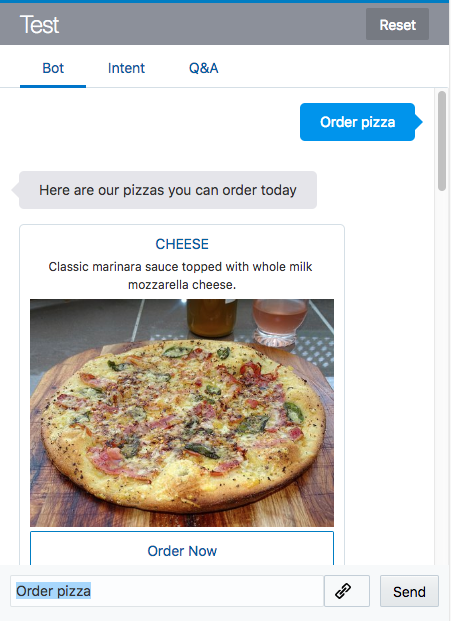 Test
Reset
Bot
Intent
Q&A
Order pizza
Here are our pizzas you can order today
CHEESE
Classic marinara sauce topped with whole milk
mozzarella cheese.
Order Now
Order pizza
Send